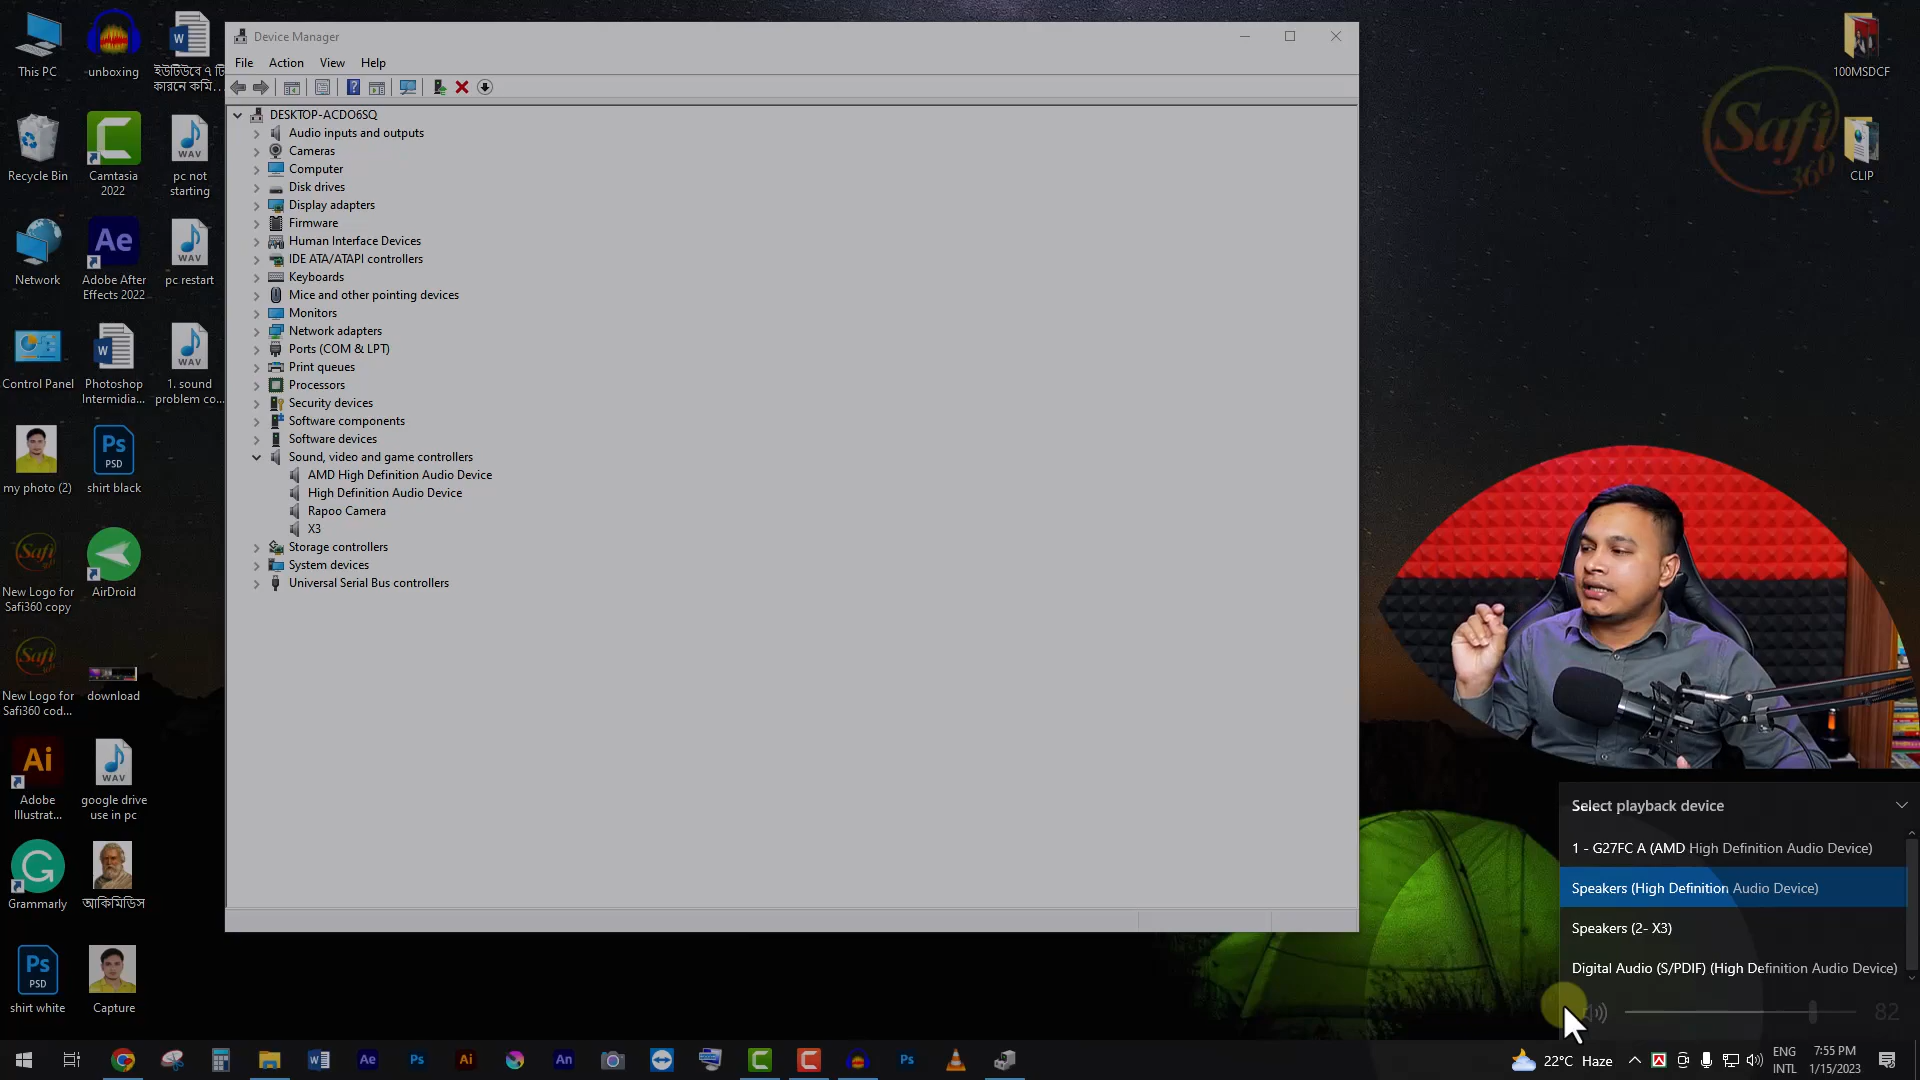 This PC
unboxing
ইউটিউবে ৭ টি
কারনে কমি...
Recycle Bin
Camtasia
2022
WAV
pc not
starting
Network
Ae
Adobe After
Effects 2022
WAV
pc restart
Control Panel
Photoshop
Intermidia...
WAV
1. sound
problem co...
my photo (2)
Ps
PSD
shirt black
Safi
360
New Logo for
Safi360 copy
AirDroid
Safi
360
New Logo for
Safi360 cod...
download
Ai
Adobe
Illustrat...
WAV
google drive
use in pc
Grammarly
আর্কিমিডিস
Ps
PSD
shirt white
Capture
Device Manager
File Action View Help
DESKTOP-ACDO6SQ
Audio inputs and outputs
Cameras
Computer
Disk drives
Display adapters
Firmware
Human Interface Devices
IDE ATA/ATAPI controllers
Keyboards
Mice and other pointing devices
Monitors
Network adapters
Ports (COM & LPT)
Print queues
Processors
Security devices
Software components
Software devices
Sound, video and game controllers
AMD High Definition Audio Device
High Definition Audio Device
Rapoo Camera
X3
Storage controllers
System devices
Universal Serial Bus controllers
100MSDCF
Safi
360
CLIP
Select playback device
1 - G27FC A (AMD High Definition Audio Device)
Speakers (High Definition Audio Device)
Speakers (2- X3)
Digital Audio (S/PDIF) (High Definition Audio Device)
82
Ae
Ps
Ai
An
Ps
22°C Haze
ENG
INTL
7:55 PM
1/15/2023